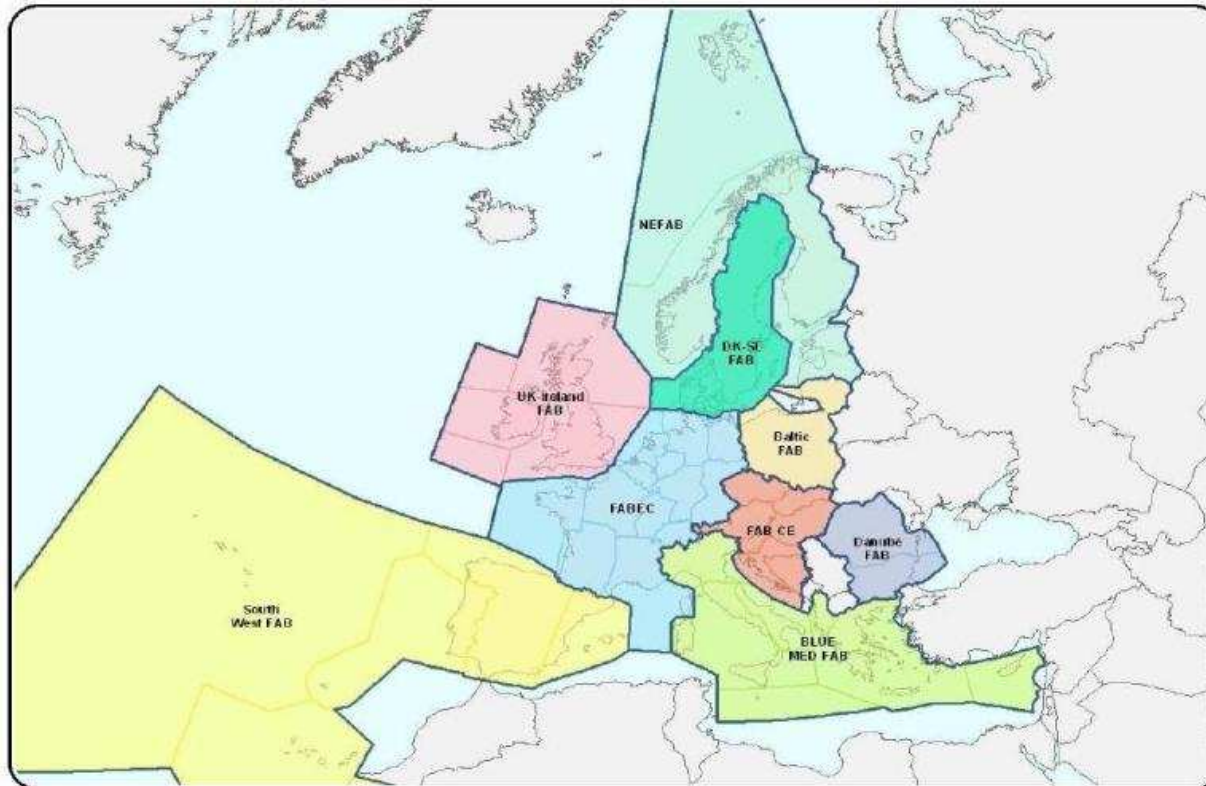 NEFAB
DK-SE
FAB
UK-Ireland
FAB
Baltic
FAB
FABEC
FAB CE
Danube
FAB
South
West FAB
BLUE
MED FAB